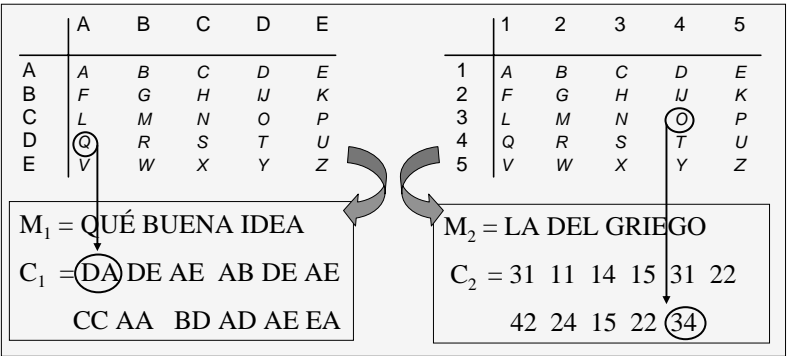 A B C D E
A A B C D E
B F G H IJ K
C L M N O P
D Q R S T U
E V W X Y Z
M₁ = QUÉ BUENA IDEA
C₁ = DA DE AE AB DE AE
CC AA BD AD AE EA
1 2 3 4 5
1 A B C D E
2 F G H IJ K
3 L M N O P
4 Q R S T U
5 V W X Y Z
M₂ = LA DEL GRIEGO
C₂ = 31 11 14 15 31 22
42 24 15 22 34